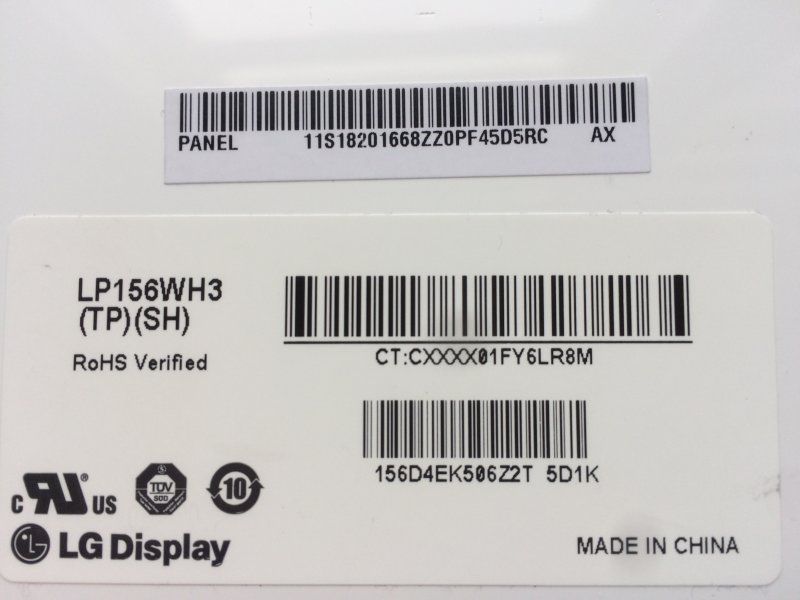 PANEL 11S18201668ZZ0PF45D5RC AX
LP156WH3
(TP)(SH)
RoHS Verified
CT:CXXXX01FY6LR8M
156D4EK506Z2T 5D1K
c RU® US
TÜV
SÜD
10
LG Display
MADE IN CHINA